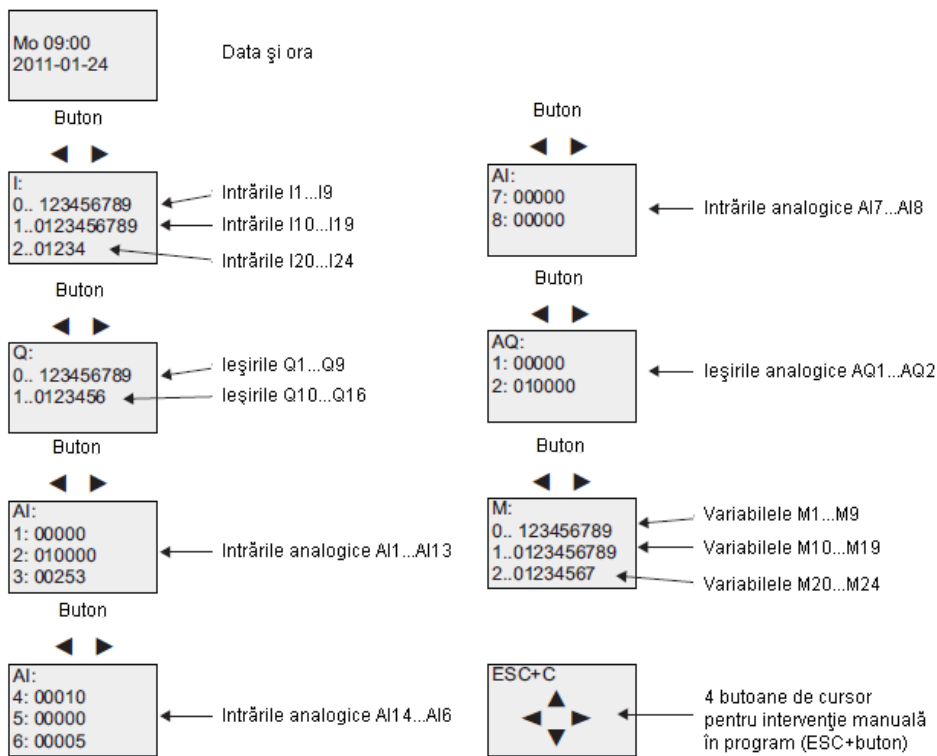 Mo 09:00
2011-01-24
Data şi ora
Buton
I:
0.. 123456789
1..0123456789
2..01234
Intrările I1...I9
Intrările I10...I19
Intrările I20...I24
Buton
Q:
0.. 123456789
1..0123456
Ieşirile Q1...Q9
Ieşirile Q10...Q16
Buton
AI:
1: 00000
2: 010000
3: 00253
Intrările analogice AI1...AI13
Buton
AI:
4: 00010
5: 00000
6: 00005
Intrările analogice AI14...AI6
Buton
AI:
7: 00000
8: 00000
Intrările analogice AI7...AI8
Buton
AQ:
1: 00000
2: 010000
Ieşirile analogice AQ1...AQ2
Buton
M:
0.. 123456789
1..0123456789
2..01234567
Variabilele M1...M9
Variabilele M10...M19
Variabilele M20...M24
ESC+C
4 butoane de cursor
pentru intervenţie manuală
în program (ESC+buton)